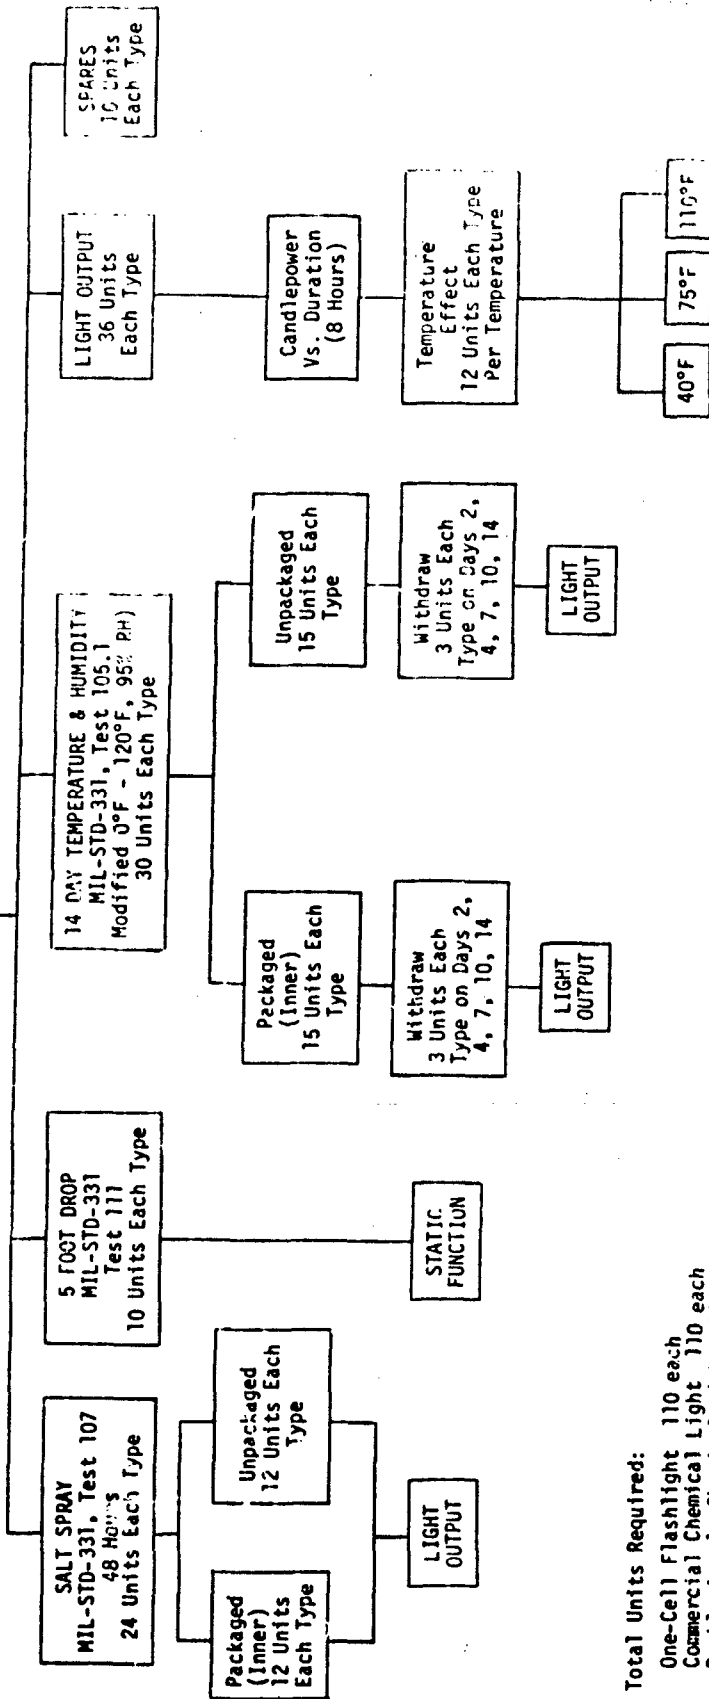 SALT SPRAY
MIL-STD-331, Test 107
48 Hours
24 Units Each Type
Packaged
(Inner)
12 Units
Each Type
Unpackaged
12 Units Each
Type
LIGHT
OUTPUT
5 FOOT DROP
MIL-STD-331
Test 111
10 Units Each Type
STATIC
FUNCTION
14 DAY TEMPERATURE & HUMIDITY
MIL-STD-331, Test 105.1
Modified 0°F - 120°F, 95% RH)
30 Units Each Type
Packaged
(Inner)
15 Units Each
Type
Withdraw
3 Units Each
Type on Days 2,
4, 7, 10, 14
LIGHT
OUTPUT
Unpackaged
15 Units Each
Type
Withdraw
3 Units Each
Type on Days 2,
4, 7, 10, 14
LIGHT
OUTPUT
LIGHT OUTPUT
36 Units
Each Type
Candlepower
Vs. Duration
(8 Hours)
Temperature
Effect
12 Units Each Type
Per Temperature
40°F
75°F
110°F
SPARES
10 Units
Each Type
Total Units Required:
One-Cell Flashlight 110 each
Commercial Chemical Light 110 each